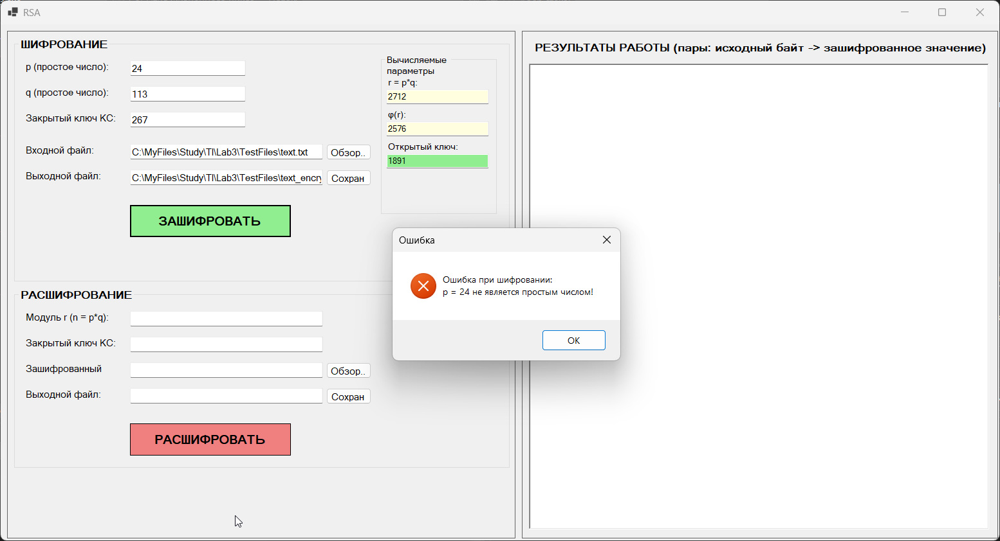 RSA
ШИФРОВАНИЕ
p (простое число):
24
q (простое число):
113
Закрытый ключ КС:
267
Входной файл:
C:\MyFiles\Study\TI\Lab3\TestFiles\text.txt
Обзор..
Выходной файл:
C:\MyFiles\Study\TI\Lab3\TestFiles\text_encry
Сохран
ЗАШИФРОВАТЬ
Вычисляемые
параметры
r = p*q:
2712
φ(r):
2576
Открытый ключ:
1891
РАСШИФРОВАНИЕ
Модуль r (n = p*q):
Закрытый ключ КС:
Зашифрованный
Обзор..
Выходной файл:
Сохран
РАСШИФРОВАТЬ
РЕЗУЛЬТАТЫ РАБОТЫ (пары: исходный байт -> зашифрованное значение)
Ошибка
Ошибка при шифровании:
p = 24 не является простым числом!
ОК